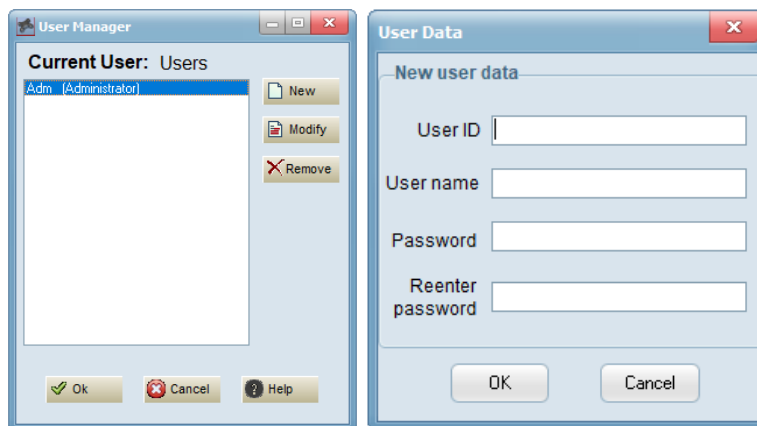 User Manager
Current User: Users
Adm (Administrator)
New
Modify
Remove
Ok
Cancel
Help
User Data
New user data
User ID
User name
Password
Reenter
password
OK
Cancel